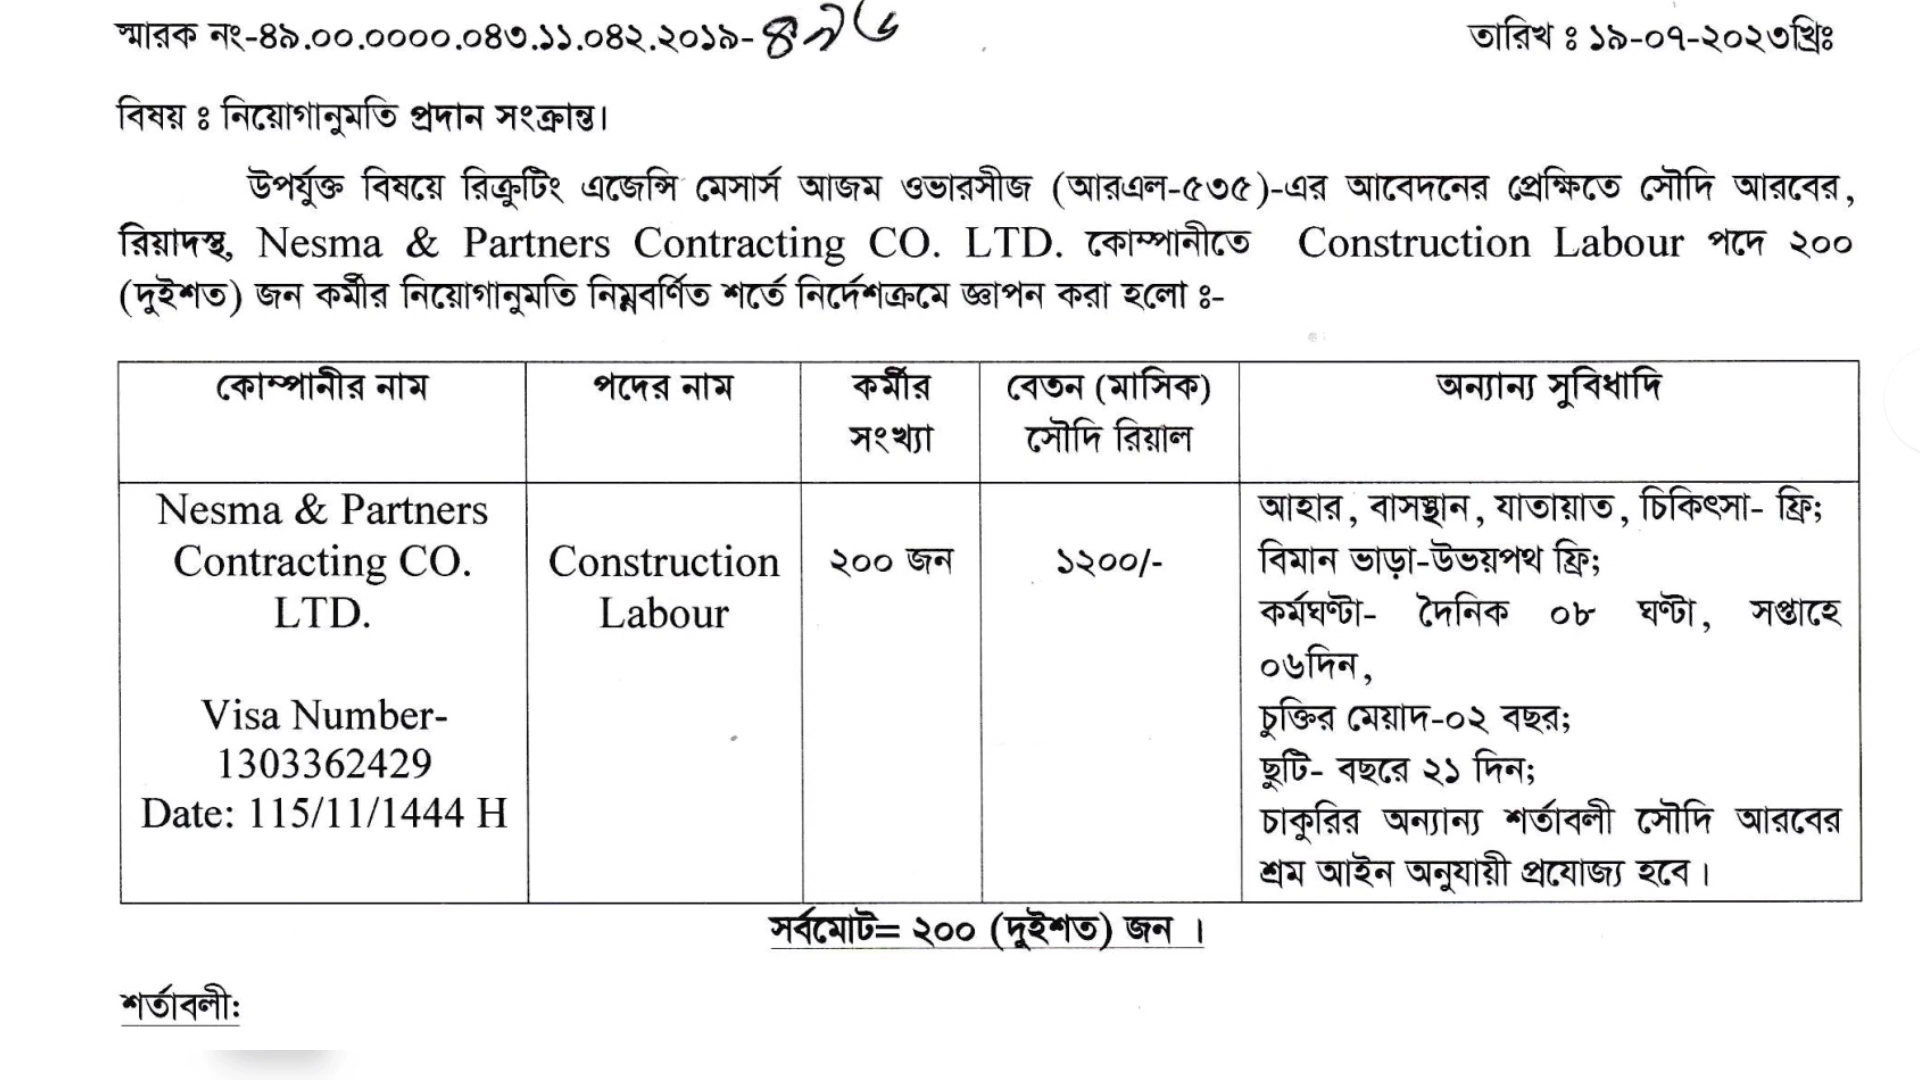 স্মারক নং-৪৯.০০.০০০০.০৪৩.১১.০৪২.২০১৯- তারিখ ঃ ১৯-০৭-২০২৩খ্রিঃ
বিষয় ঃ নিয়োগানুমতি প্রদান সংক্রান্ত।
উপর্যুক্ত বিষয়ে রিক্রুটিং এজেন্সি মেসার্স আজম ওভারসীজ (আরএল-৫৩৫)-এর আবেদনের প্রেক্ষিতে সৌদি আরবের,
রিয়াদস্থ, Nesma & Partners Contracting CO. LTD. কোম্পানীতে Construction Labour পদে ২০০
(দুইশত) জন কর্মীর নিয়োগানুমতি নিম্নবর্ণিত শর্তে নির্দেশক্রমে জ্ঞাপন করা হলো ঃ-
কোম্পানীর নাম
পদের নাম
কর্মীর
সংখ্যা
বেতন (মাসিক)
সৌদি রিয়াল
অন্যান্য সুবিধাদি
Nesma & Partners
Contracting CO.
LTD.
Visa Number-
1303362429
Date: 115/11/1444 H
Construction
Labour
২০০ জন
১২০০/-
আহার, বাসস্থান, যাতায়াত, চিকিৎসা- ফ্রি;
বিমান ভাড়া-উভয়পথ ফ্রি;
কর্মঘণ্টা- দৈনিক ০৮ ঘণ্টা, সপ্তাহে
০৬দিন,
চুক্তির মেয়াদ-০২ বছর;
ছুটি- বছরে ২১ দিন;
চাকুরির অন্যান্য শর্তাবলী সৌদি আরবের
শ্রম আইন অনুযায়ী প্রযোজ্য হবে।
সর্বমোট= ২০০ (দুইশত) জন ।
শর্তাবলী: